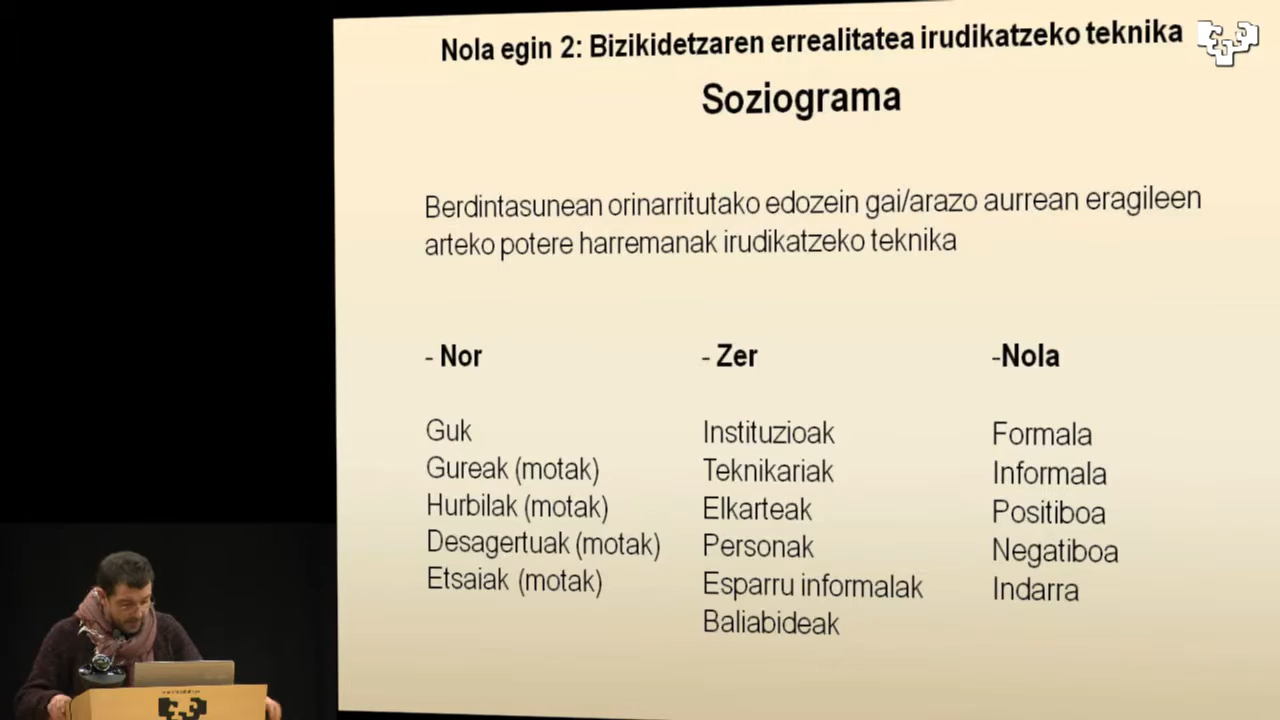 Nola egin 2: Bizikidetzaren errealitatea irudikatzeko teknika
Soziograma
Berdintasunean orinarritutako edozein gai/arazo aurrean eragileen
arteko potere harremanak irudikatzeko teknika
- Nor
Guk
Gureak (motak)
Hurbilak (motak)
Desagertuak (motak)
Etsaiak (motak)
- Zer
Instituzioak
Teknikariak
Elkarteak
Personak
Esparru informalak
Baliabideak
-Nola
Formala
Informala
Positiboa
Negatiboa
Indarra